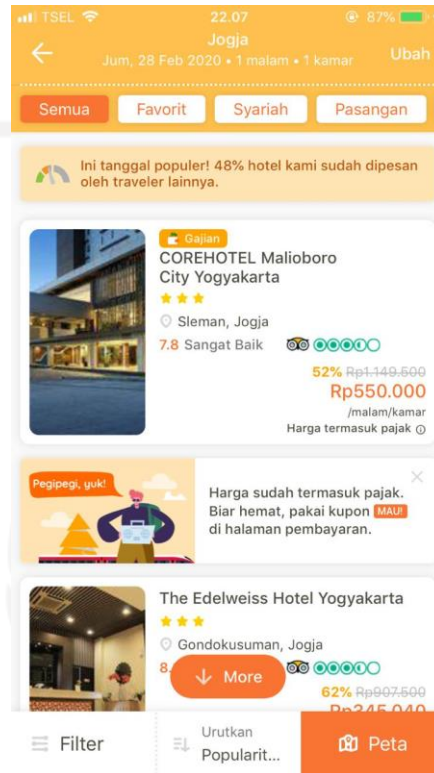 TSEL 22.07 87%
Jogja
Jum, 28 Feb 2020 • 1 malam • 1 kamar
Ubah
Semua Favorit Syariah Pasangan
Ini tanggal populer! 48% hotel kami sudah dipesan
oleh traveler lainnya.
Gajian
COREHOTEL Malioboro
City Yogyakarta
Sleman, Jogja
7.8 Sangat Baik
52% Rp1.149.500
Rp550.000
/malam/kamar
Harga termasuk pajak
Pegipegi, yuk!
Harga sudah termasuk pajak.
Biar hemat, pakai kupon MAU!
di halaman pembayaran.
The Edelweiss Hotel Yogyakarta
Gondokusuman, Jogja
8.
More
62% Rp907.500
Rp345.040
Filter
Urutkan
Popularit...
Peta